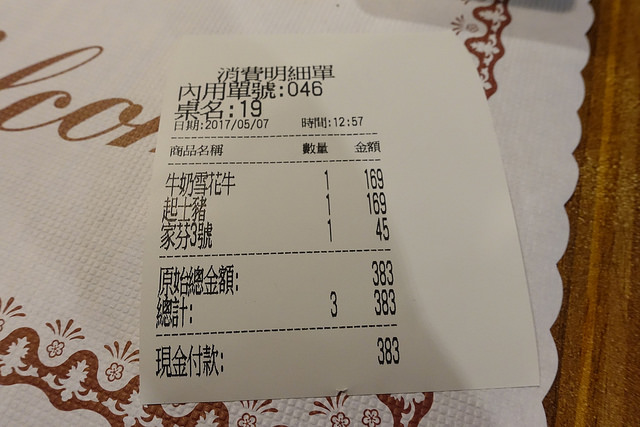 lcon
消費明細單
內用單號:046
桌名:19
日期:2017/05/07 時間:12:57
商品名稱 數量 金額
牛奶雪花牛 1 169
起士豬 1 169
家芬3號 1 45
原始總金額: 383
總計: 3 383
現金付款: 383